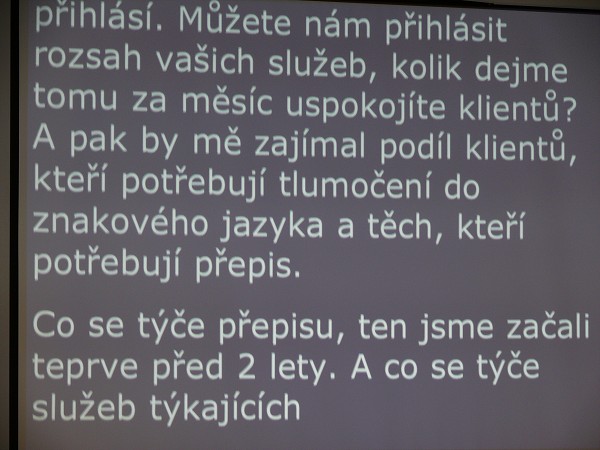 přihlásí. Můžete nám přihlásit
rozsah vašich služeb, kolik dejme
tomu za měsíc uspokojíte klientů?
A pak by mě zajímal podíl klientů,
kteří potřebují tlumočení do
znakového jazyka a těch, kteří
potřebují přepis.
Co se týče přepisu, ten jsme začali
teprve před 2 lety. A co se týče
služeb týkajících